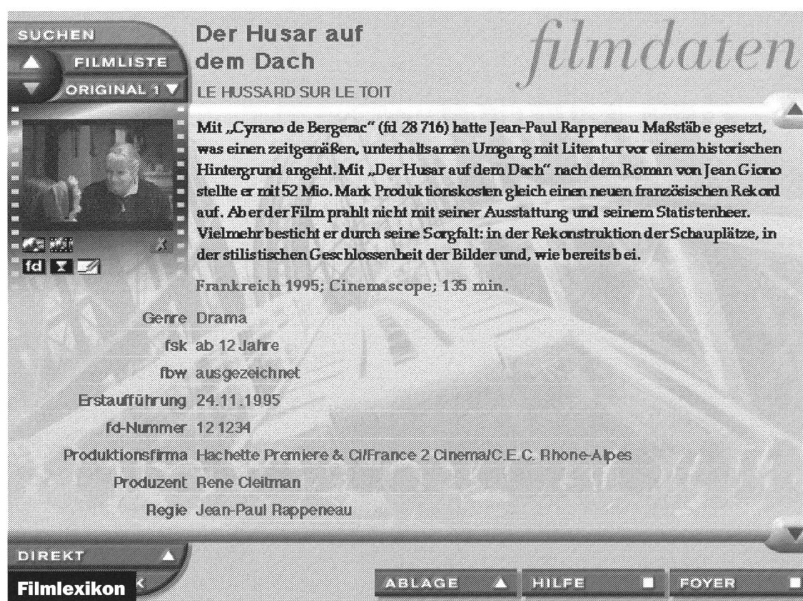 SUCHEN
FILMLISTE
ORIGINAL 1
Der Husar auf
dem Dach
LE HUSSARD SUR LE TOIT
filmdaten
Mit „Cyrano de Bergerac“ (fd 28 716) hatte Jean-Paul Rappeneau Maßstäbe gesetzt,
was einen zeitgemäßen, unterhaltsamen Umgang mit Literatur vor einem historischen
Hintergrund angeht. Mit „Der Husar auf dem Dach“ nach dem Roman von Jean Giono
stellte er mit 52 Mio. Mark Produktionskosten gleich einen neuen französischen Rekord
auf. Aber der Film prahlt nicht mit seiner Ausstattung und seinem Statistenheer.
Vielmehr besticht er durch seine Sorgfalt: in der Rekonstruktion der Schauplätze, in
der stilistischen Geschlossenheit der Bilder und, wie bereits bei.
fd
Frankreich 1995; Cinemascope; 135 min.
Genre Drama
fsk ab 12 Jahre
fbw ausgezeichnet
Erstaufführung 24.11.1995
fd-Nummer 12 1234
Produktionsfirma Hachette Premiere & Ci/France 2 Cinema/C.E.C. Rhone-Alpes
Produzent Rene Cleitman
Regie Jean-Paul Rappeneau
DIREKT
Filmlexikon
ABLAGE
HILFE
FOYER